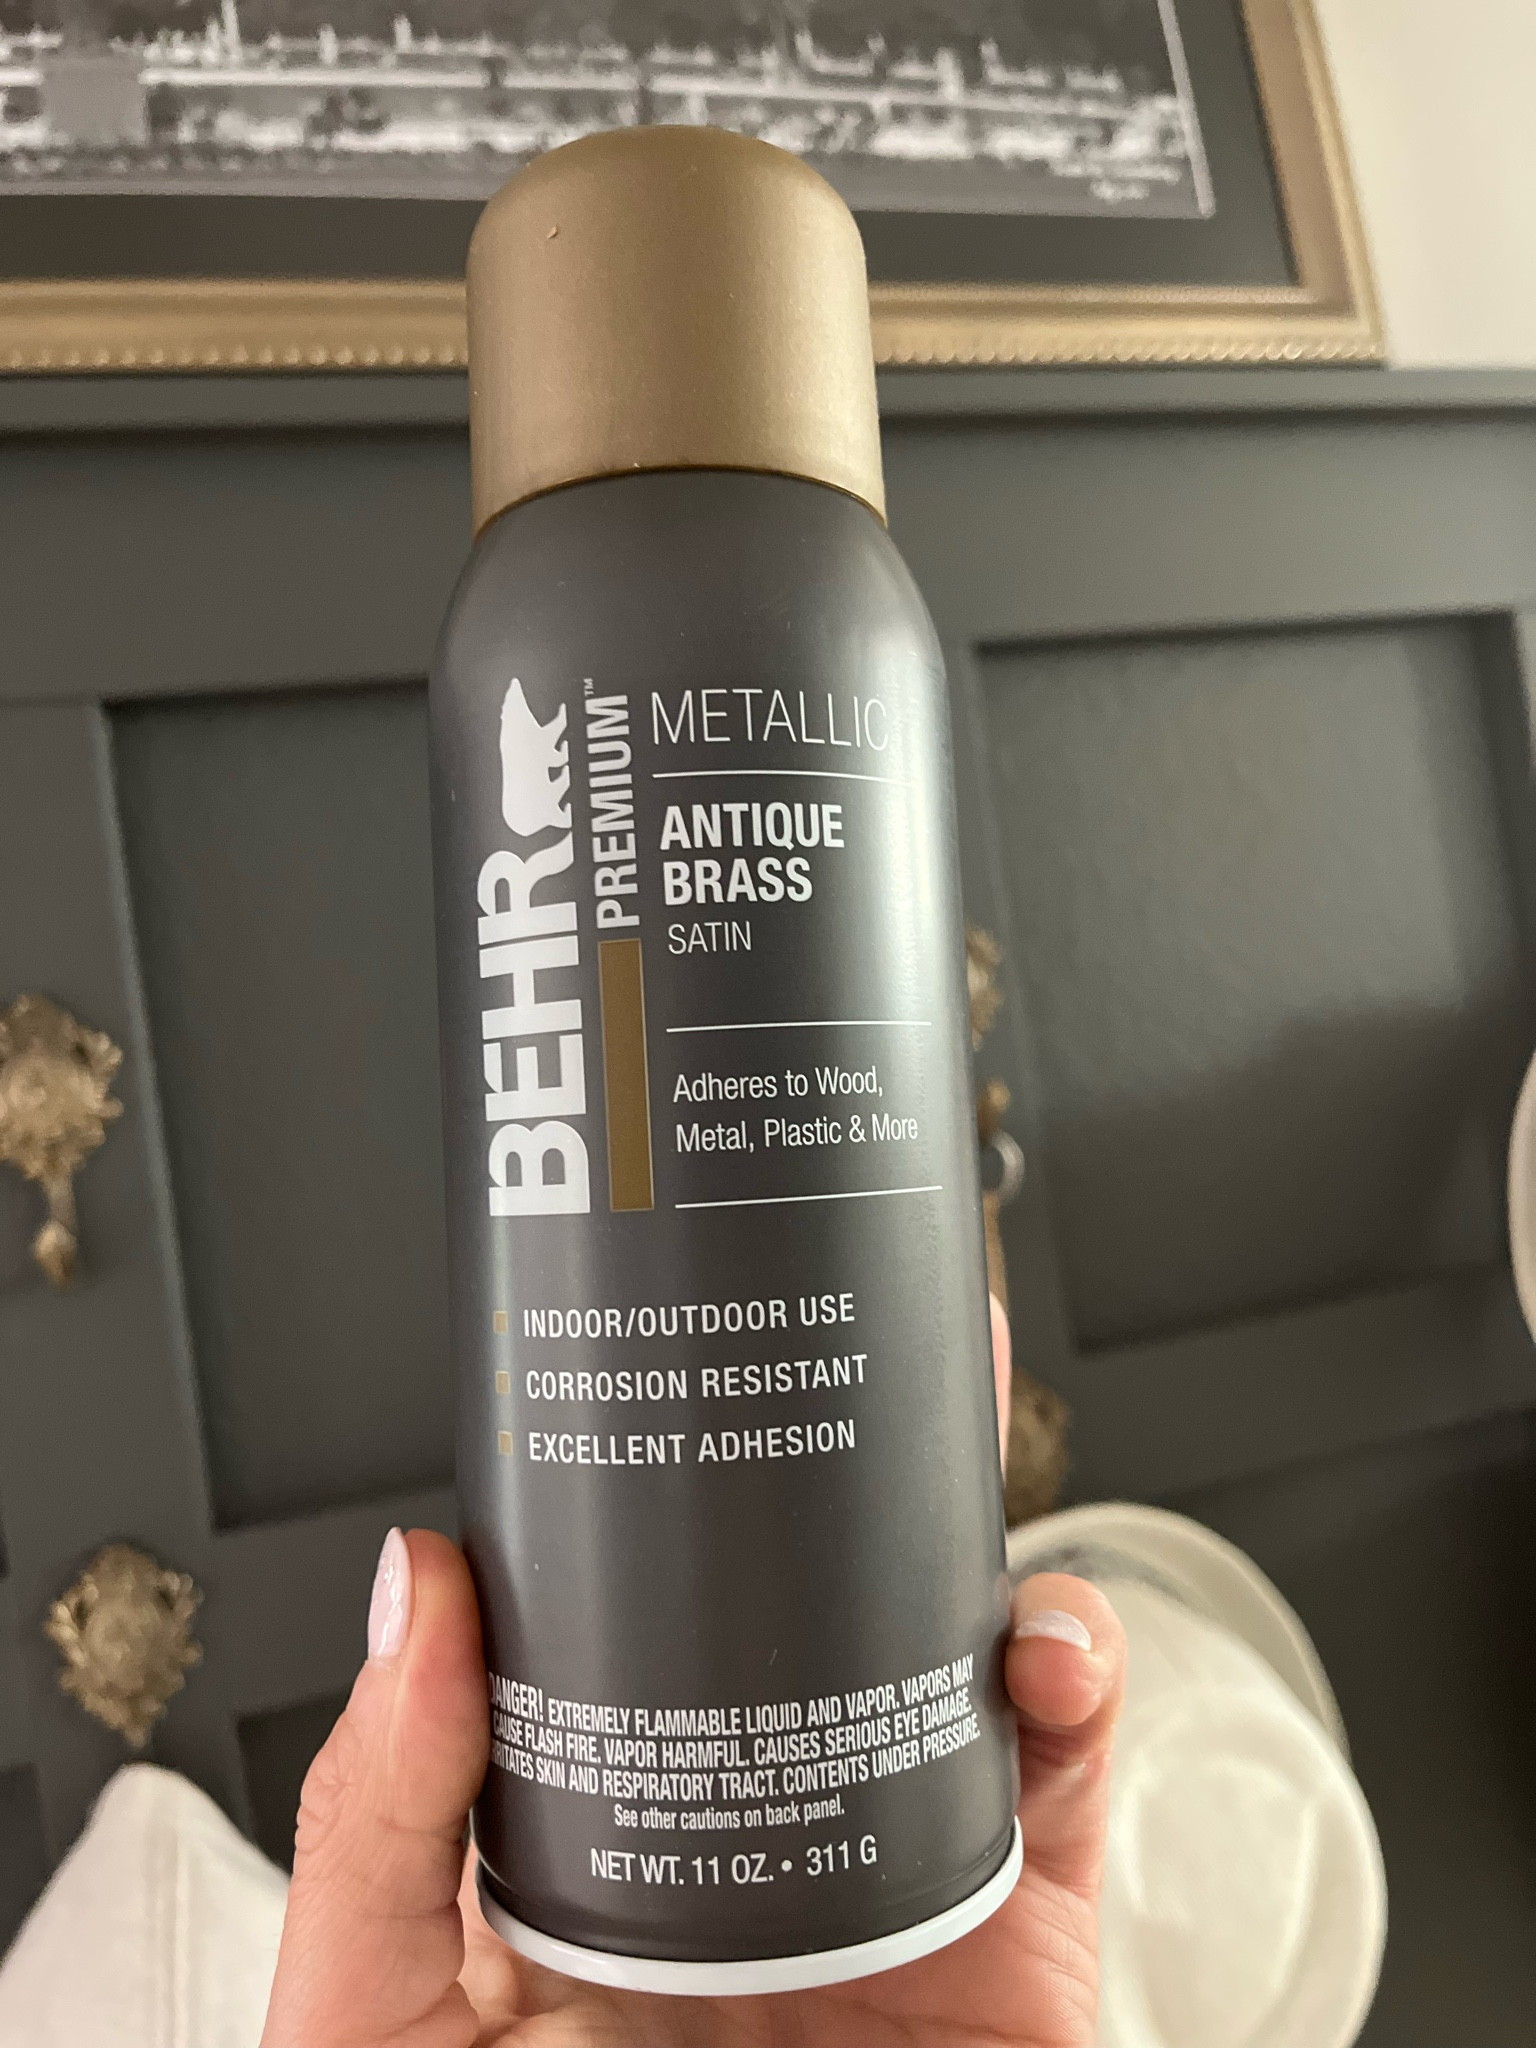 BEHR
PREMIUM™
METALLIC
ANTIQUE
BRASS
SATIN
Adheres to Wood,
Metal, Plastic & More
INDOOR/OUTDOOR USE
CORROSION RESISTANT
EXCELLENT ADHESION
DANGER! EXTREMELY FLAMMABLE LIQUID AND VAPOR. VAPORS MAY
CAUSE FLASH FIRE. VAPOR HARMFUL. CAUSES SERIOUS EYE DAMAGE.
IRRITATES SKIN AND RESPIRATORY TRACT. CONTENTS UNDER PRESSURE.
See other cautions on back panel.
NET WT. 11 OZ. • 311 G